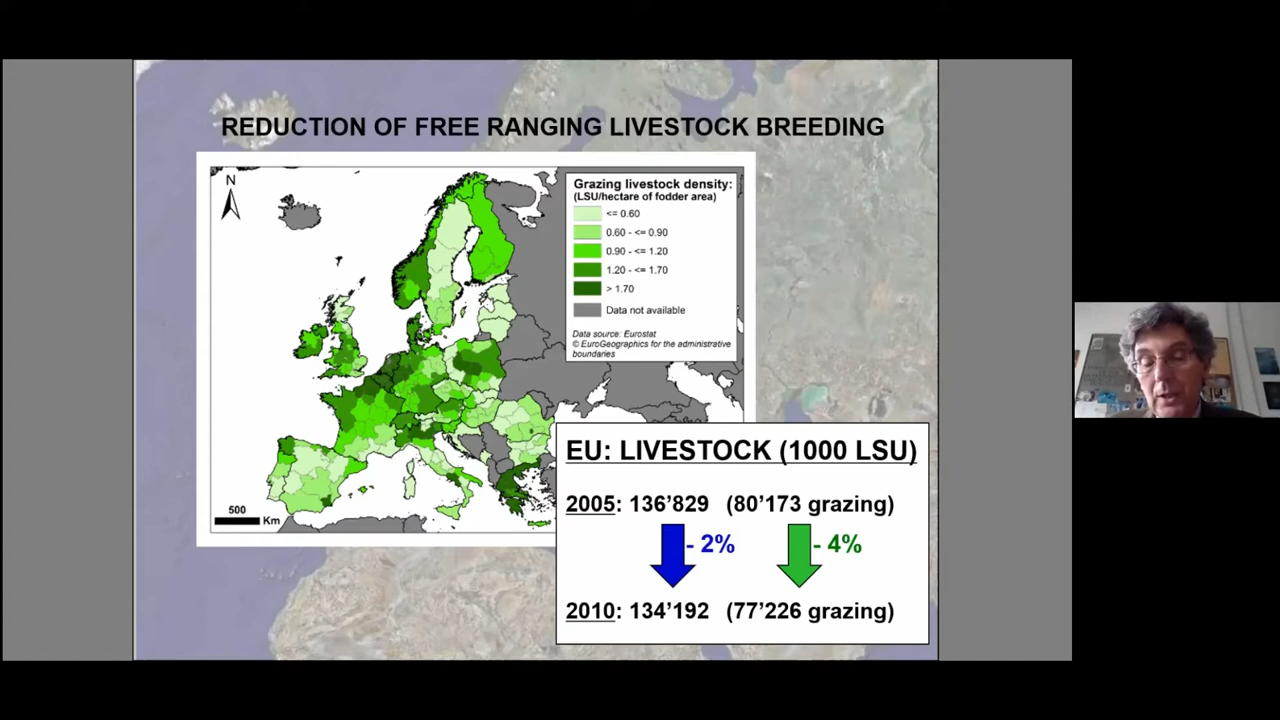 REDUCTION OF FREE RANGING LIVESTOCK BREEDING
N
Grazing livestock density:
(LSU/hectare of fodder area)
<= 0.60
0.60 - <= 0.90
0.90 - <= 1.20
1.20 - <= 1.70
> 1.70
Data not available
Data source: Eurostat
© EuroGeographics for the administrative
boundaries
500
Km
EU: LIVESTOCK (1000 LSU)
2005: 136’829 (80’173 grazing)
- 2% - 4%
2010: 134’192 (77’226 grazing)